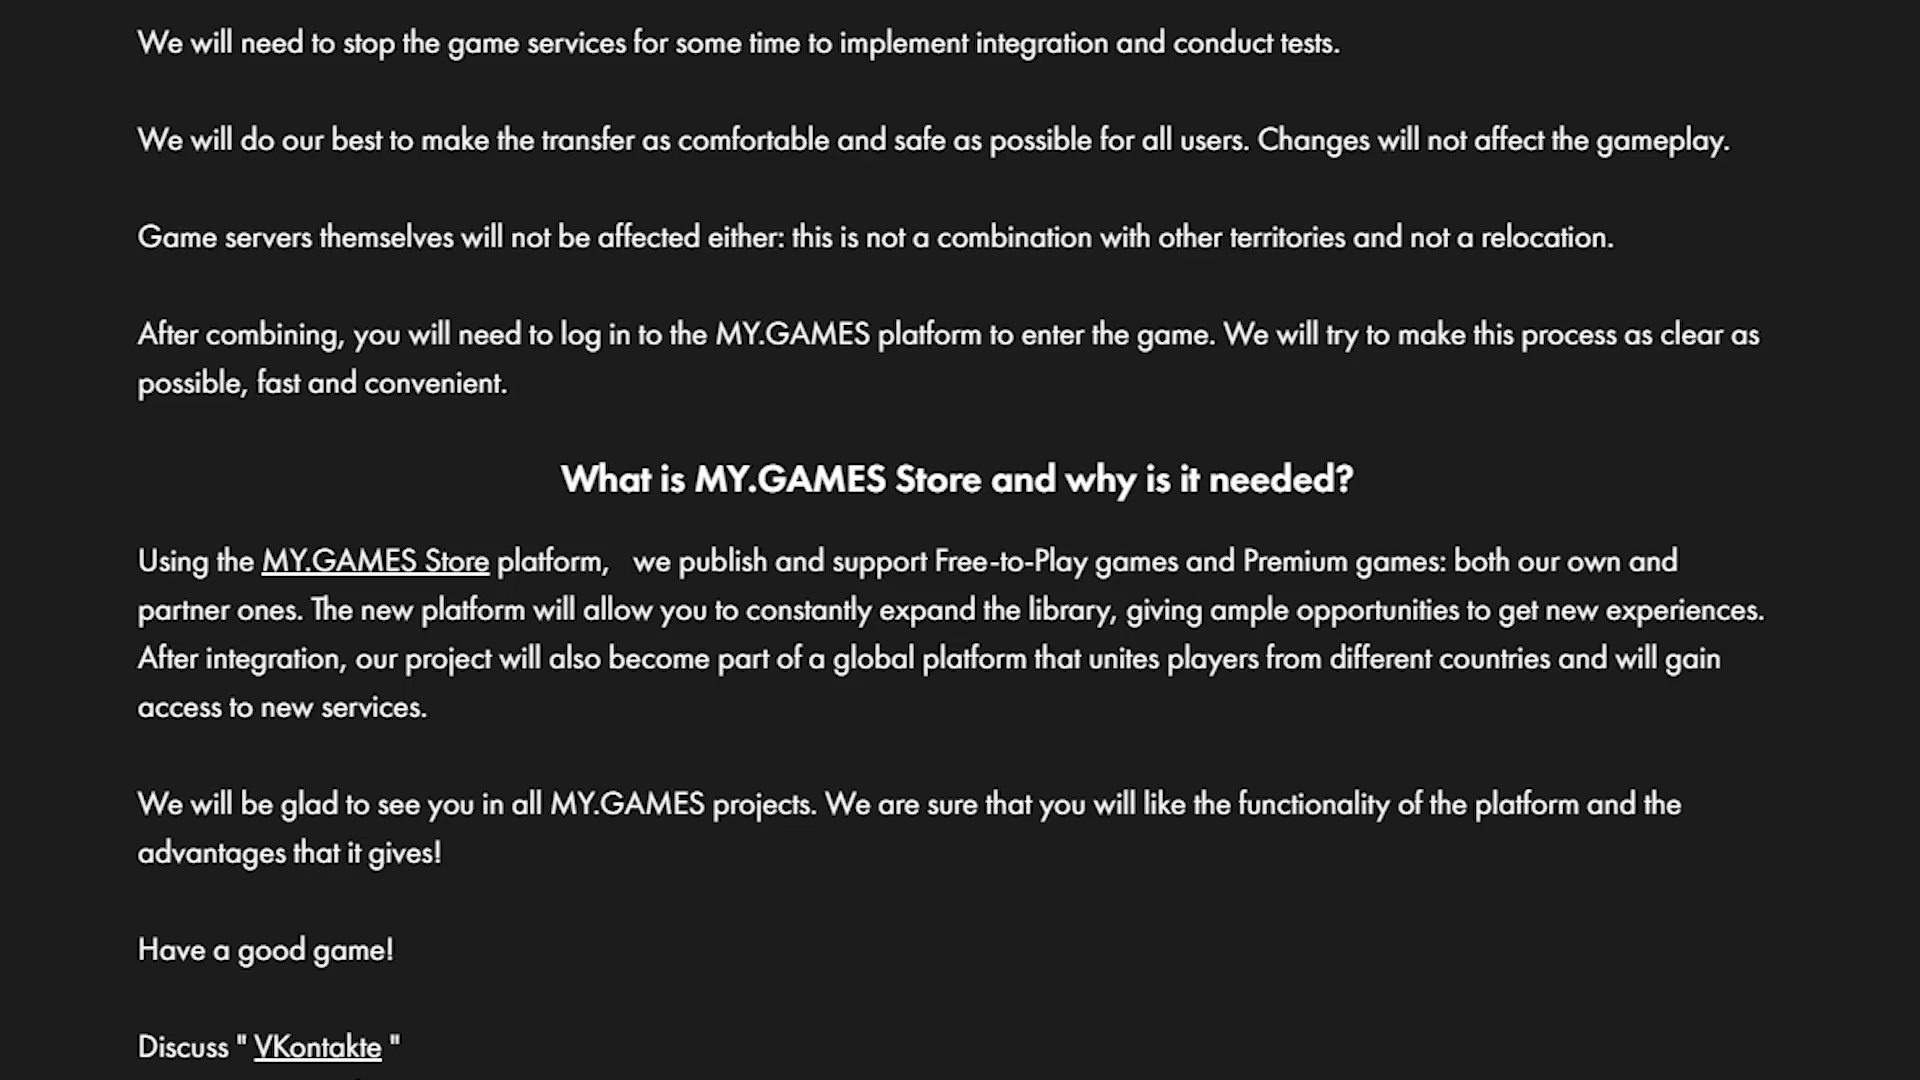 We will need to stop the game services for some time to implement integration and conduct tests.
We will do our best to make the transfer as comfortable and safe as possible for all users. Changes will not affect the gameplay.
Game servers themselves will not be affected either: this is not a combination with other territories and not a relocation.
After combining, you will need to log in to the MY.GAMES platform to enter the game. We will try to make this process as clear as
possible, fast and convenient.
What is MY.GAMES Store and why is it needed?
Using the MY.GAMES Store platform,   we publish and support Free-to-Play games and Premium games: both our own and
partner ones. The new platform will allow you to constantly expand the library, giving ample opportunities to get new experiences.
After integration, our project will also become part of a global platform that unites players from different countries and will gain
access to new services.
We will be glad to see you in all MY.GAMES projects. We are sure that you will like the functionality of the platform and the
advantages that it gives!
Have a good game!
Discuss " VKontakte "